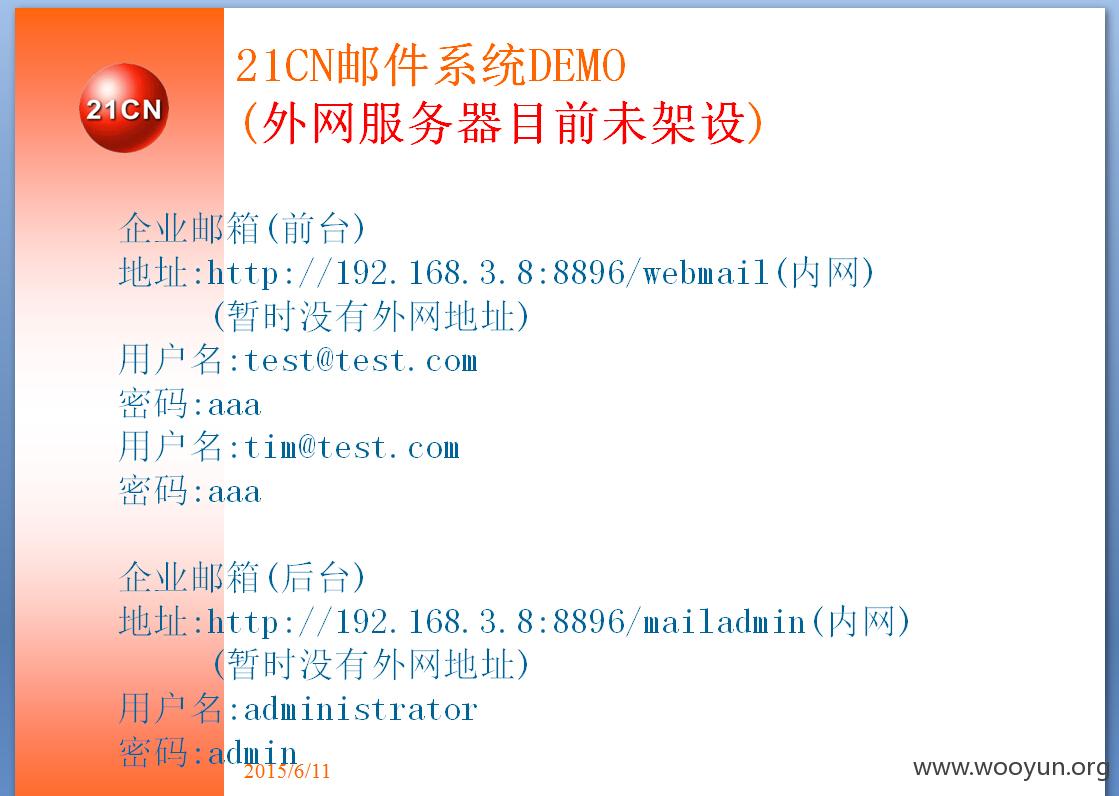 21CN
21CN邮件系统DEMO
(外网服务器目前未架设)
企业邮箱(前台)
地址:http://192.168.3.8:8896/webmail(内网)
(暂时没有外网地址)
用户名:test@test.com
密码:aaa
用户名:tim@test.com
密码:aaa
企业邮箱(后台)
地址:http://192.168.3.8:8896/mailadmin(内网)
(暂时没有外网地址)
用户名:administrator
密码:admin
2015/6/11
www.wooyun.org